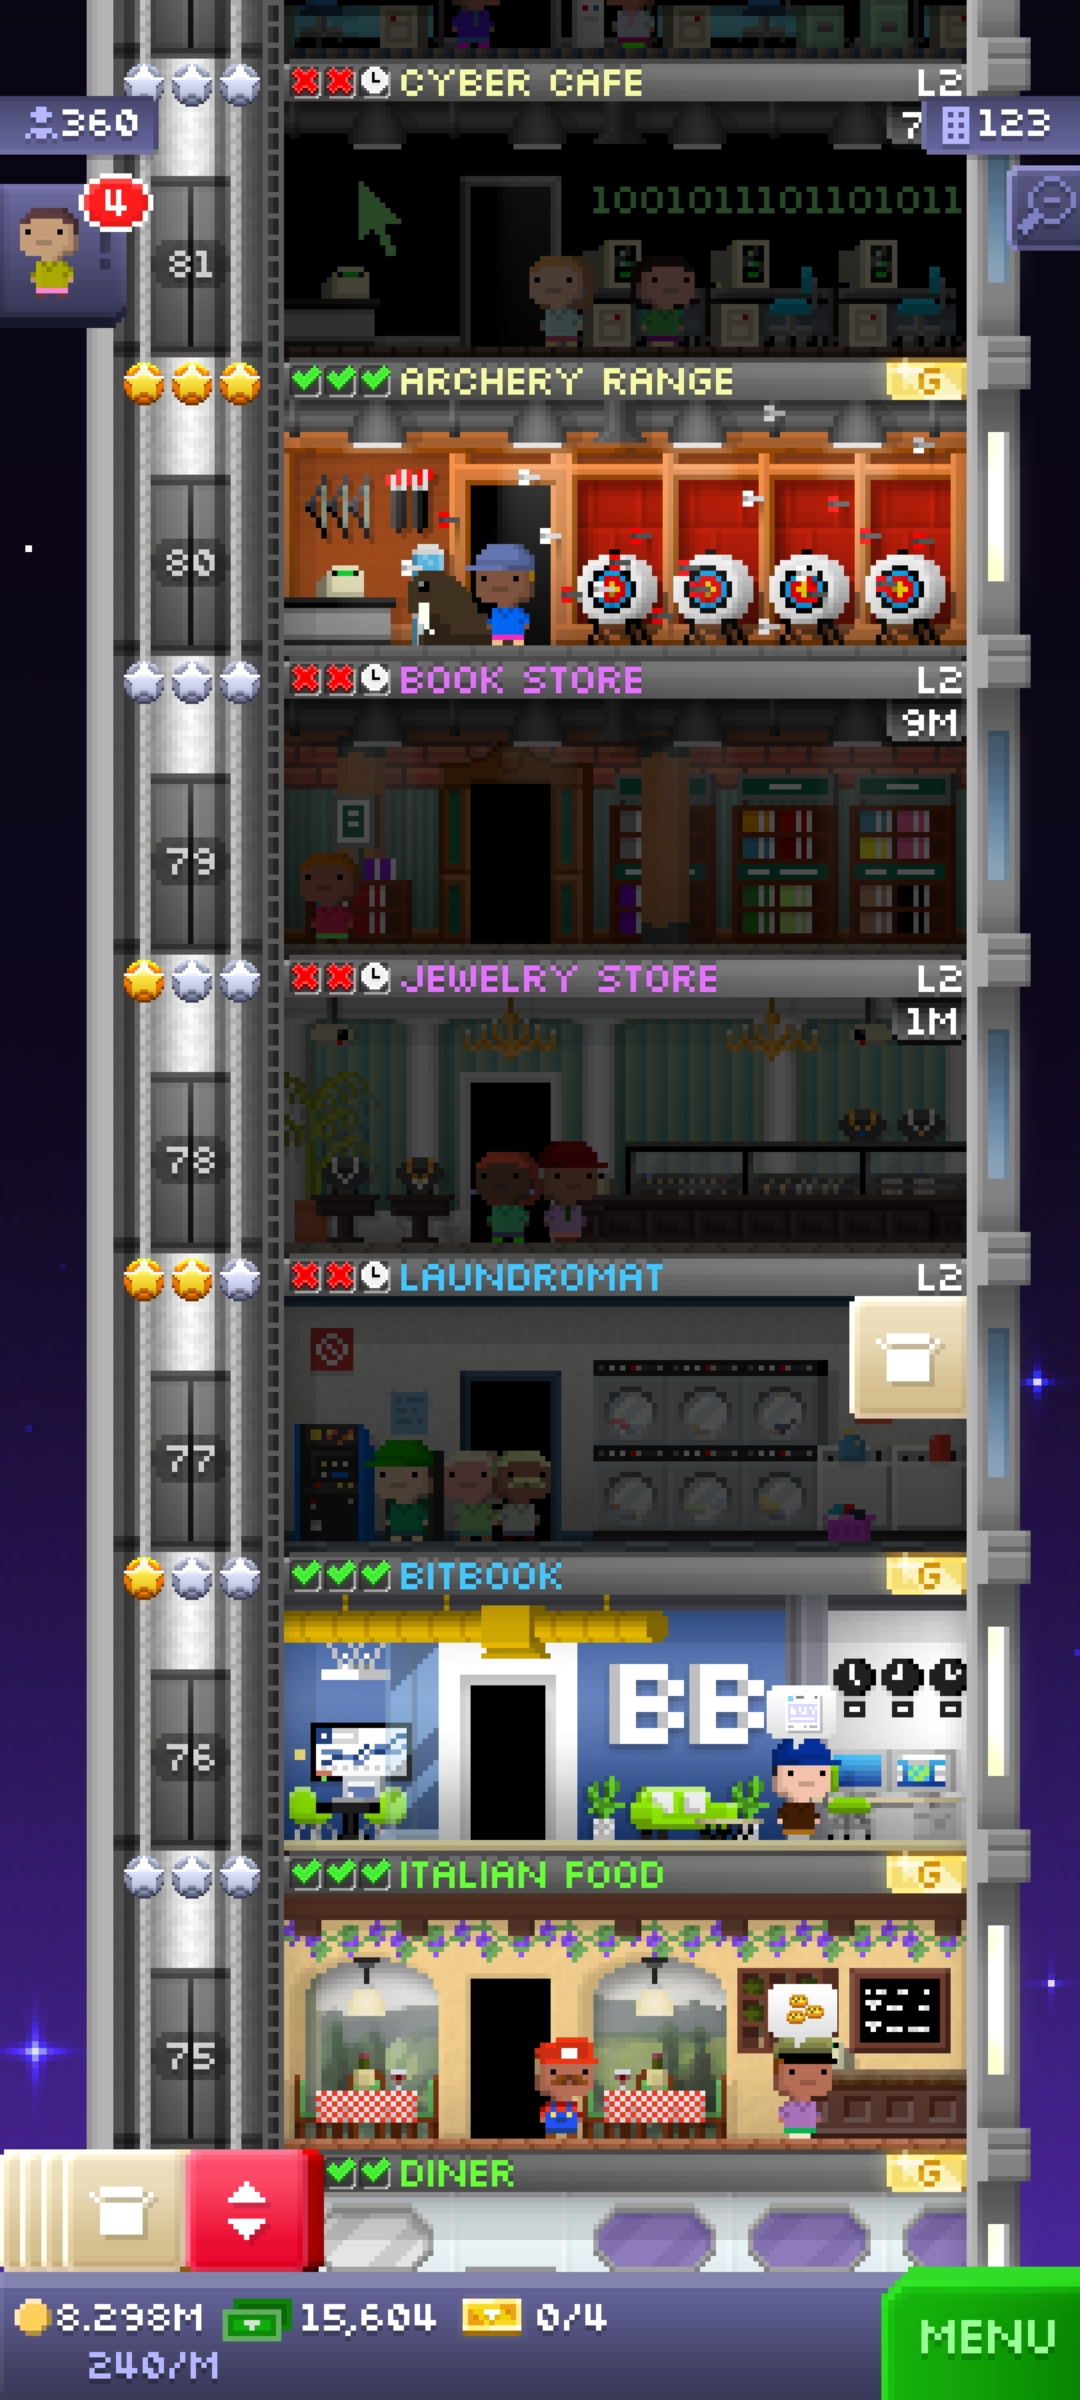 CYBER CAFE L2
360
7
123
4
100101110110101011
81
ARCHERY RANGE G
80
BOOK STORE L2
9M
79
JEWELRY STORE L2
1M
78
LAUNDROMAT L2
77
BITBOOK G
BB
76
ITALIAN FOOD G
75
DINER G
8.298M 15,604 0/4
240/M
MENU